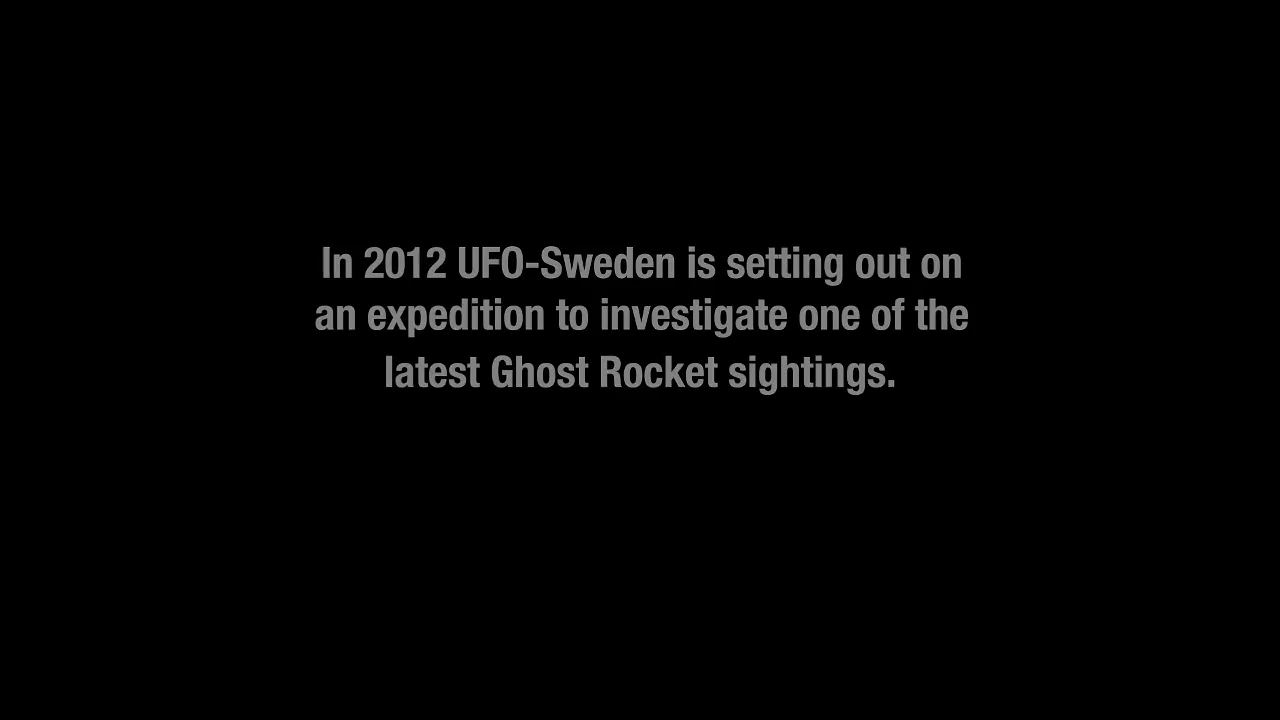 In 2012 UFO-Sweden is setting out on
an expedition to investigate one of the
latest Ghost Rocket sightings.